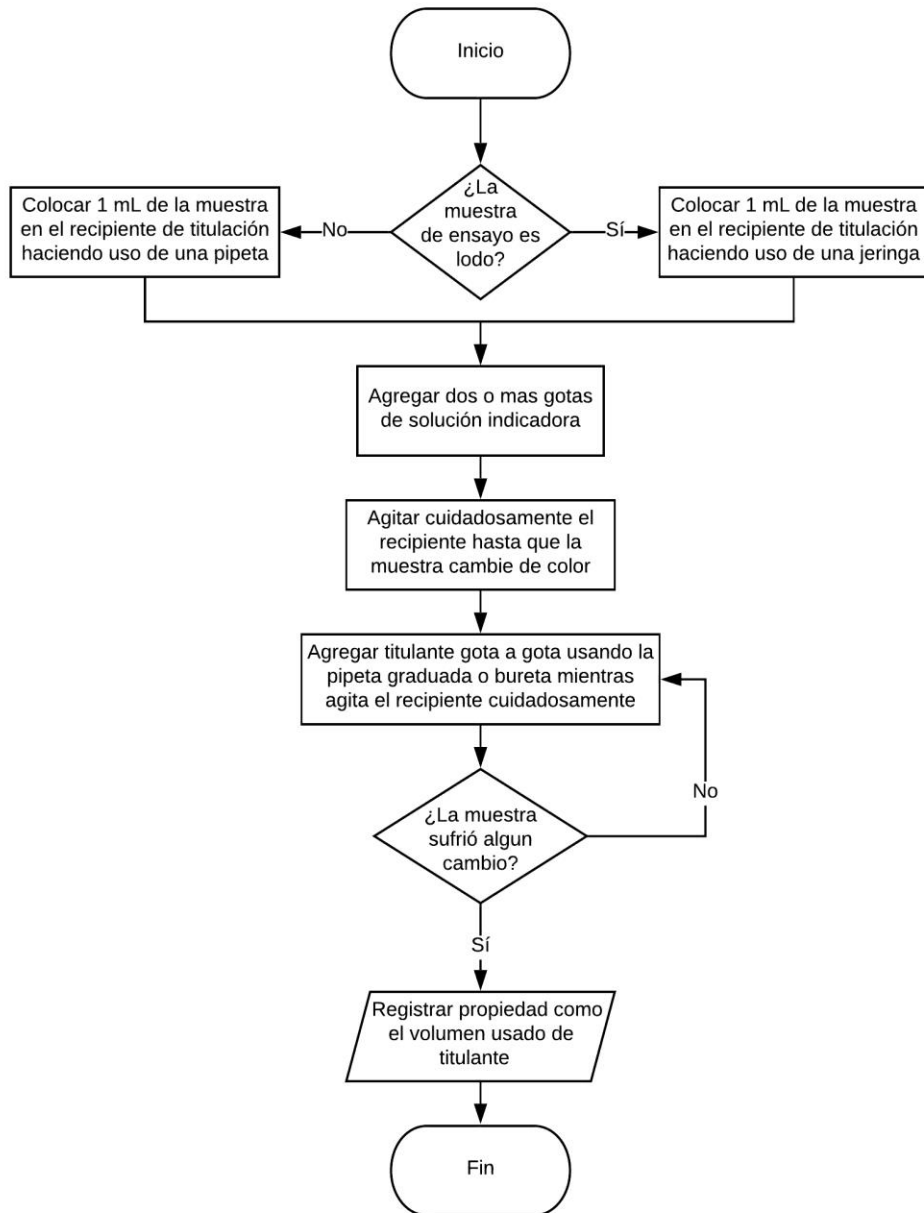 Inicio
¿La
muestra
de ensayo es
lodo?
No
Sí
Colocar 1 mL de la muestra
en el recipiente de titulación
haciendo uso de una pipeta
Colocar 1 mL de la muestra
en el recipiente de titulación
haciendo uso de una jeringa
Agregar dos o mas gotas
de solución indicadora
Agitar cuidadosamente el
recipiente hasta que la
muestra cambie de color
Agregar titulante gota a gota usando la
pipeta graduada o bureta mientras
agita el recipiente cuidadosamente
¿La muestra
sufrió algun
cambio?
No
Sí
Registrar propiedad como
el volumen usado de
titulante
Fin